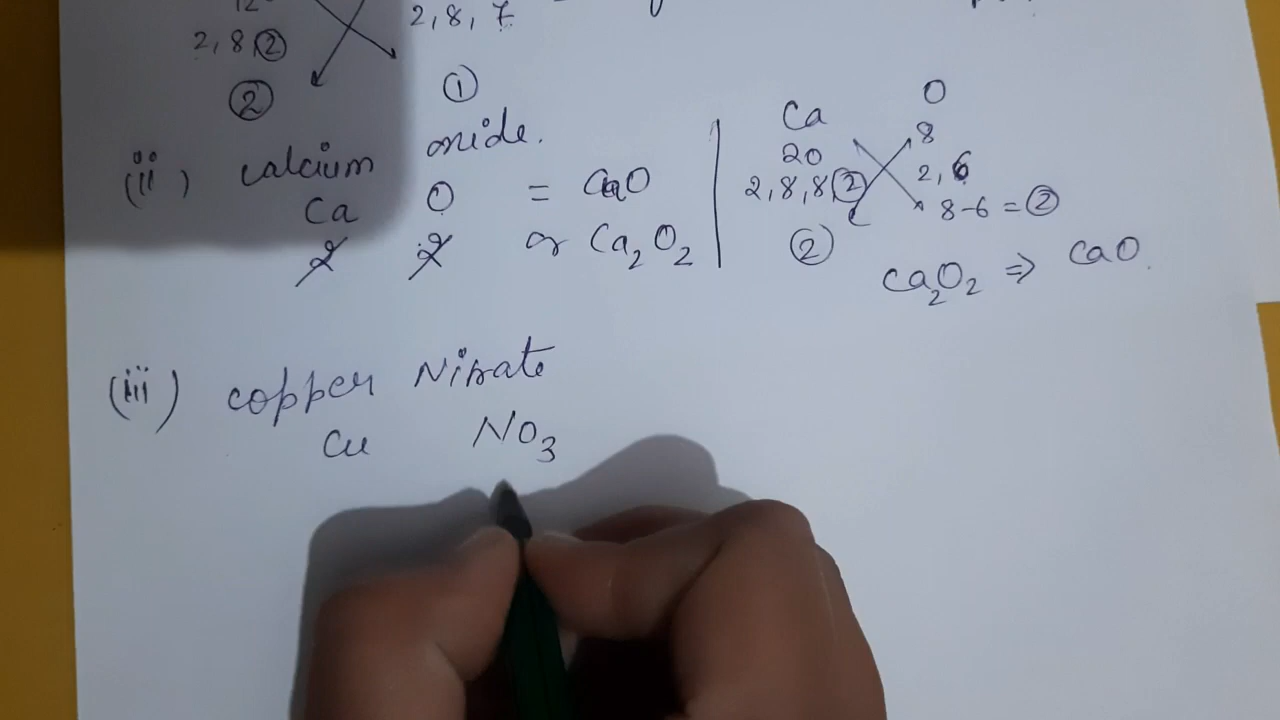 12
2, 8, 7
2, 8 2
2 1
(ii) calcium oxide.
Ca O = CaO
2 2 or Ca₂O₂
Ca O
20 8
2, 8, 8 2 2, 6
8-6 = 2
2
Ca₂O₂ ⇒ CaO.
(iii) copper Nitrate
Cu NO₃